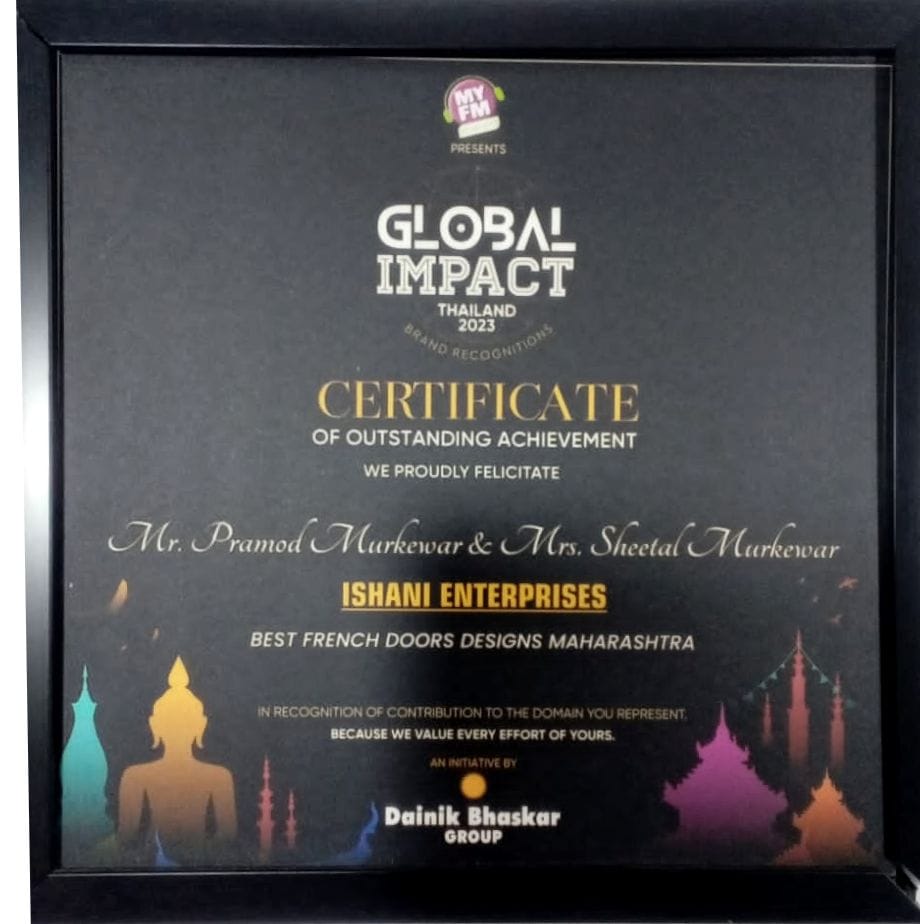 MY
FM
PRESENTS
GLOBAL
IMPACT
THAILAND
2023
BRAND RECOGNITIONS
CERTIFICATE
OF OUTSTANDING ACHIEVEMENT
WE PROUDLY FELICITATE
Mr. Pramod Murkewar & Mrs. Sheetal Murkewar
ISHANI ENTERPRISES
BEST FRENCH DOORS DESIGNS MAHARASHTRA
IN RECOGNITION OF CONTRIBUTION TO THE DOMAIN YOU REPRESENT,
BECAUSE WE VALUE EVERY EFFORT OF YOURS.
AN INITIATIVE BY
Dainik Bhaskar
GROUP